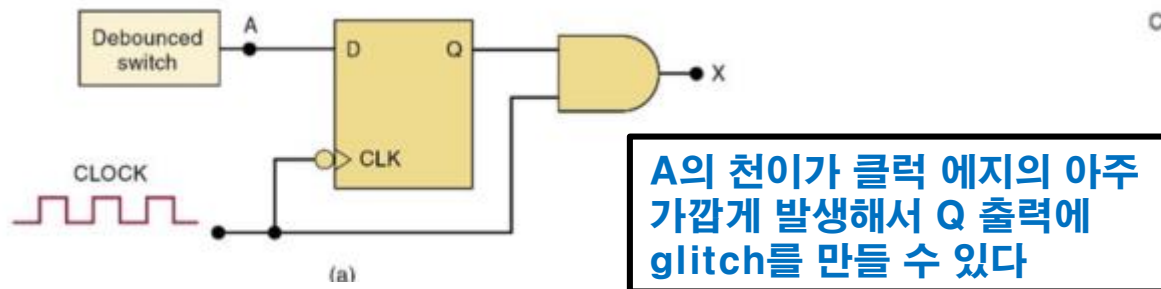 A
Debounced
switch
D
Q
X
CLK
CLOCK
(a)
A의 천이가 클럭 에지의 아주
가깝게 발생해서 Q 출력에
glitch를 만들 수 있다